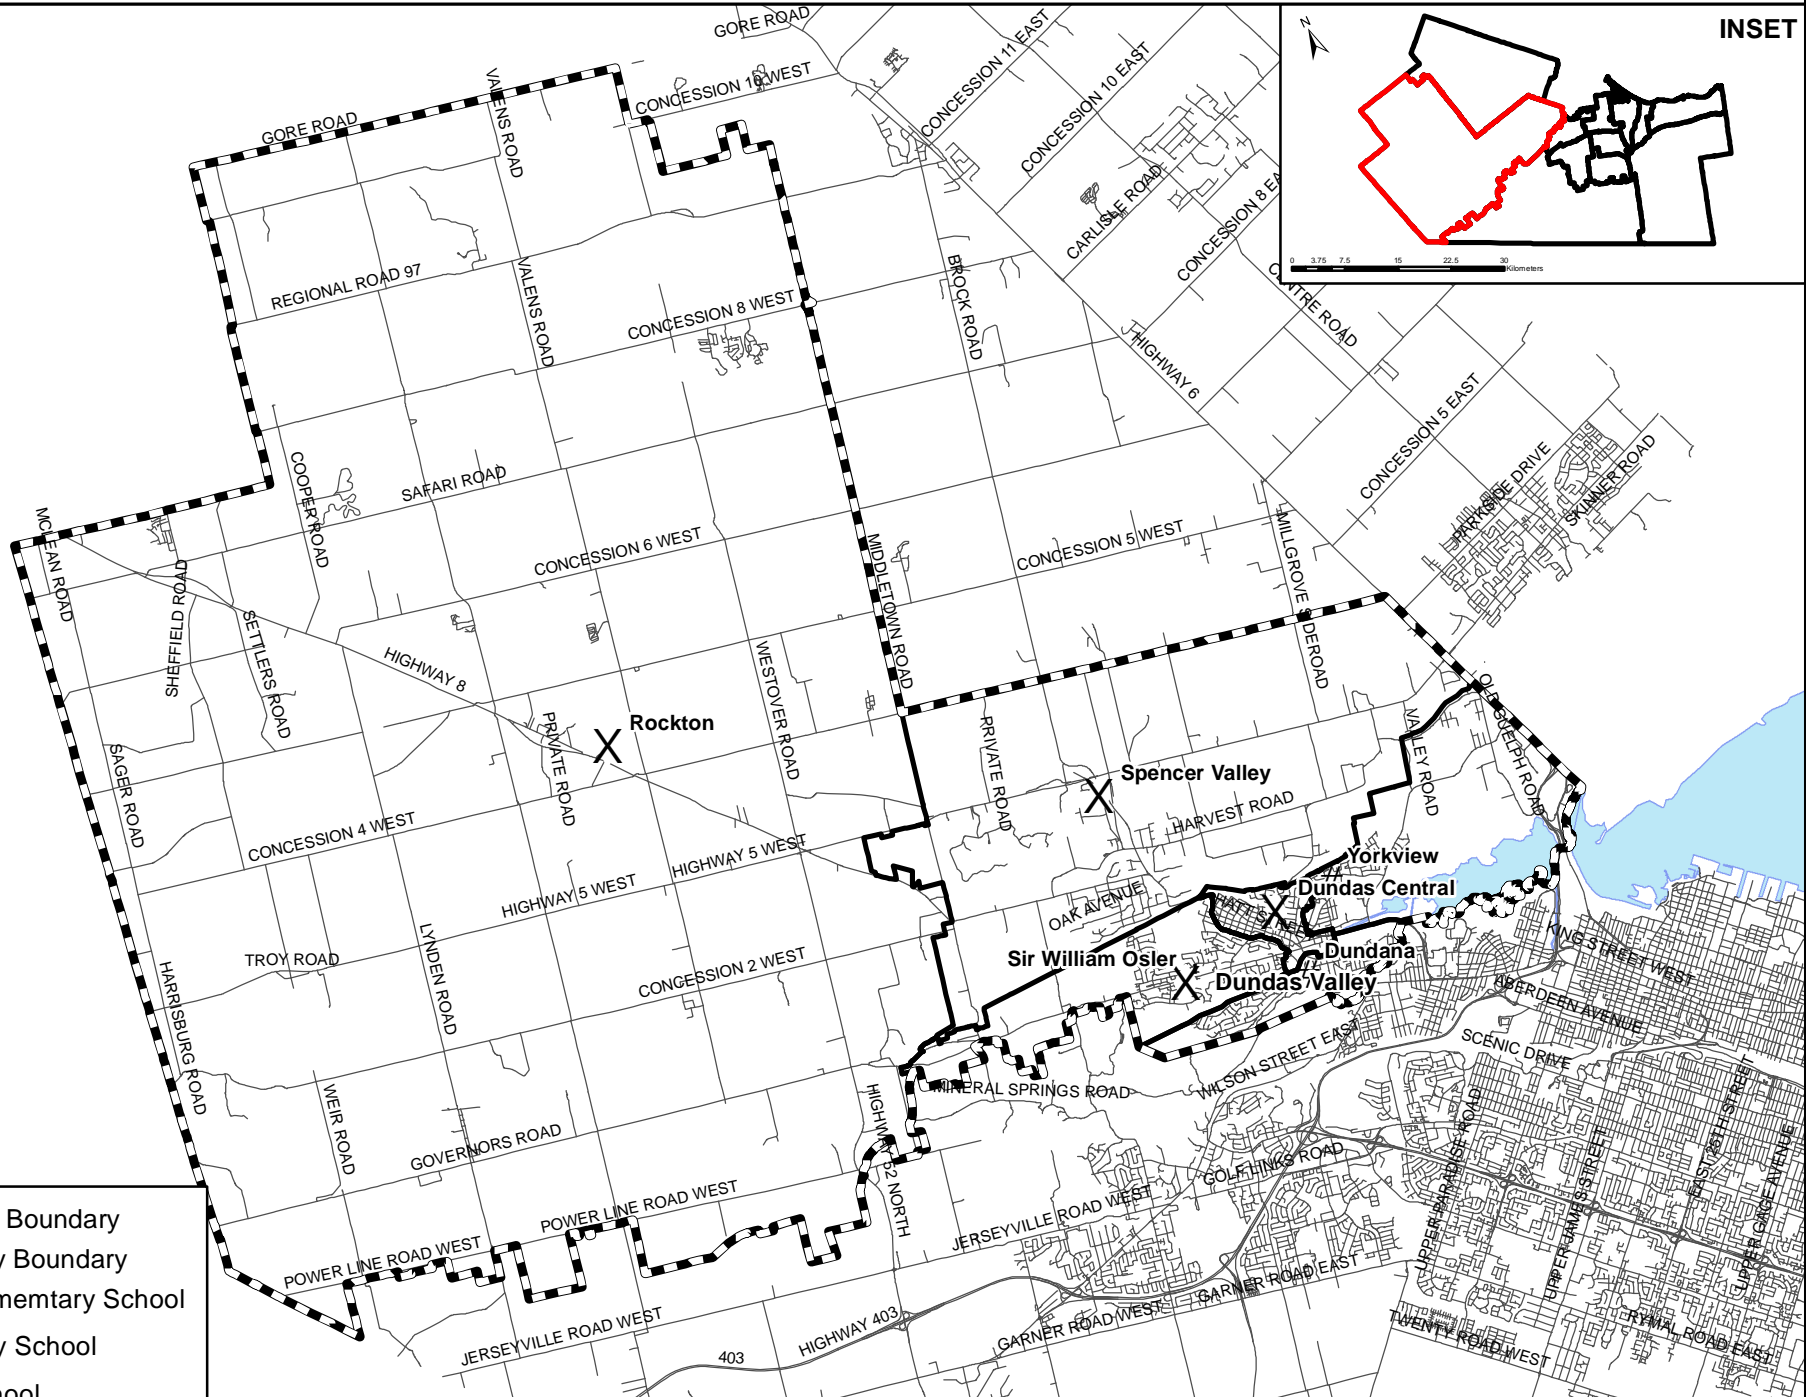 GORE ROAD
INSET
N
0 3.75 7.5 15 22.5 30
Kilometers
VALENS ROAD
CONCESSION 10 WEST
CONCESSION 11 EAST
CONCESSION 10 EAST
GORE ROAD
CARLISLE ROAD
CONCESSION 8 EA
REGIONAL ROAD 97
VALENS ROAD
CONCESSION 8 WEST
BROCK ROAD
CENTRE ROAD
HIGHWAY 6
CONCESSION 5 EAST
PARKSIDE DRIVE
SKINNER ROAD
COOPER ROAD
SAFARI ROAD
MCLEAN ROAD
CONCESSION 6 WEST
MIDDLETOWN ROAD
CONCESSION 5 WEST
MILLGROVE SIDEROAD
SHEFFIELD ROAD
SETTLERS ROAD
HIGHWAY 8
WESTOVER ROAD
PRIVATE ROAD
X Rockton
PRIVATE ROAD
VALLEY ROAD
OLD GUELPH ROAD
SAGER ROAD
X Spencer Valley
HARVEST ROAD
CONCESSION 4 WEST
HIGHWAY 5 WEST
HIGHWAY 5 WEST
Yorkview
Dundas Central
X
OAK AVENUE
HATT S
LYNDEN ROAD
TROY ROAD
CONCESSION 2 WEST
Sir William Osler
X
Dundana
Dundas Valley
KING STREET WEST
ABERDEEN AVENUE
SCENIC DRIVE
HARRISBURG ROAD
WEIR ROAD
GOVERNORS ROAD
HIGHWAY 52 NORTH
MINERAL SPRINGS ROAD
WILSON STREET EAST
GOLF LINKS ROAD
UPPER PARADISE ROAD
UPPER JAMES STREET
EAST 25TH STREET
UPPER GAGE AVENUE
POWER LINE ROAD WEST
POWER LINE ROAD WEST
JERSEYVILLE ROAD WEST
JERSEYVILLE ROAD WEST
HIGHWAY 403
403
GARNER ROAD WEST
GARNER ROAD EAST
TWENTY ROAD WEST
RYMAL ROAD EAST
Boundary
y Boundary
memtary School
y School
hool